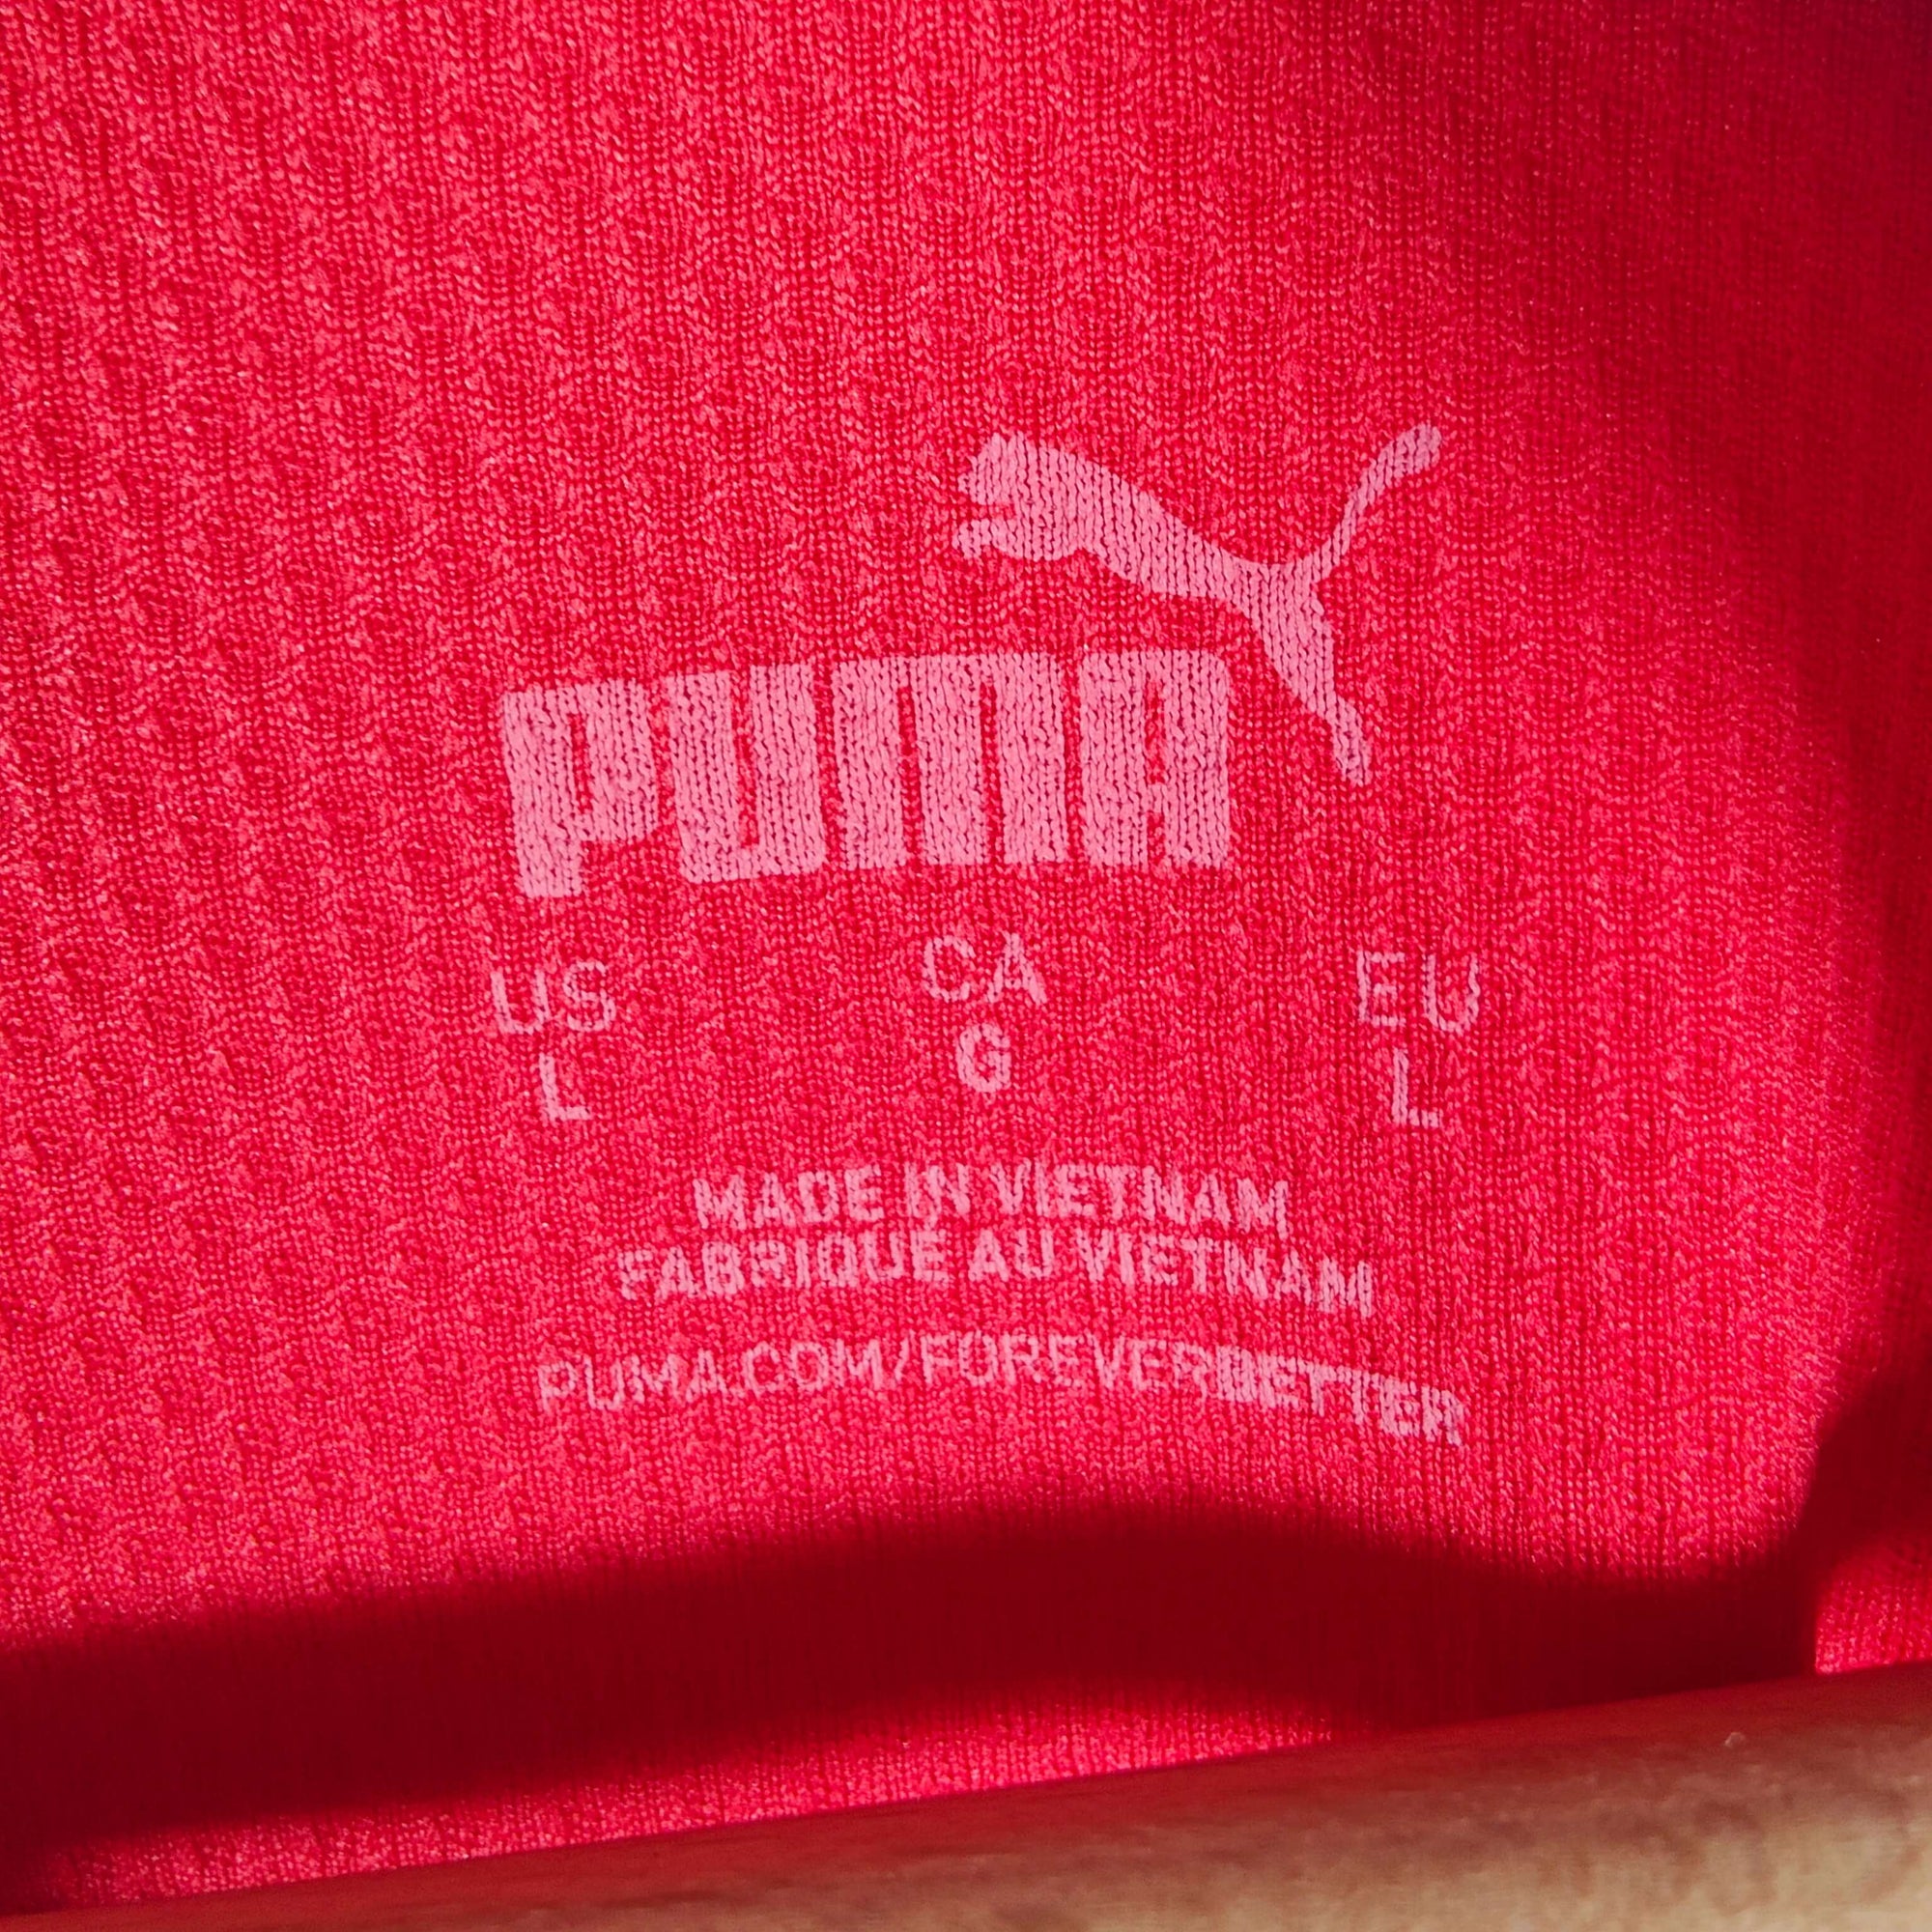 PUMA
US CA EU
L G L
MADE IN VIETNAM
FABRIQUÉ AU VIETNAM
PUMA.COM/FOREVERBETTER